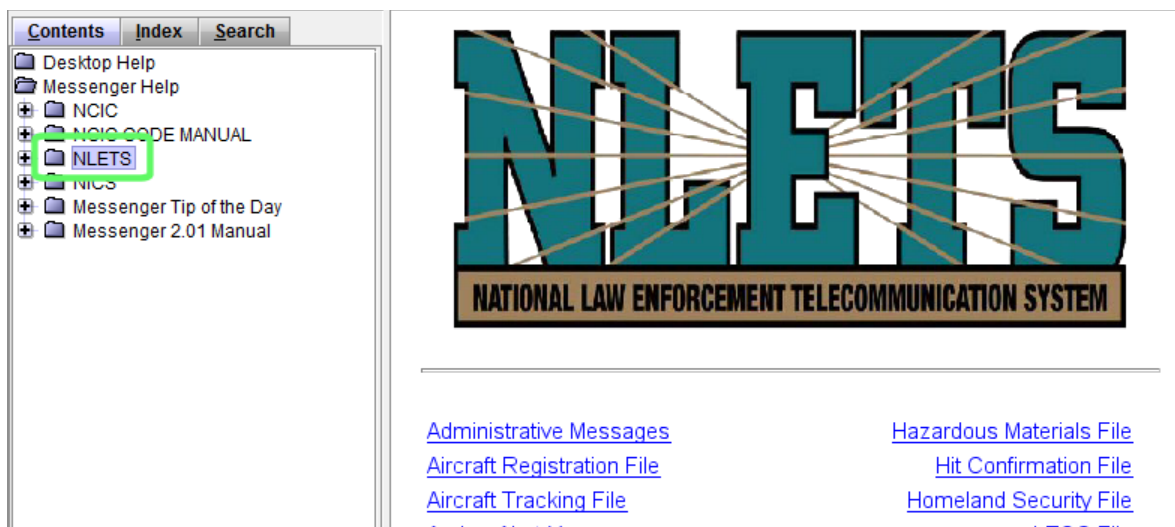 Contents Index Search
Desktop Help
Messenger Help
NCIC
NCIC CODE MANUAL
NLETS
NICS
Messenger Tip of the Day
Messenger 2.01 Manual
NLETS
NATIONAL LAW ENFORCEMENT TELECOMMUNICATION SYSTEM
Administrative Messages
Hazardous Materials File
Aircraft Registration File
Hit Confirmation File
Aircraft Tracking File
Homeland Security File